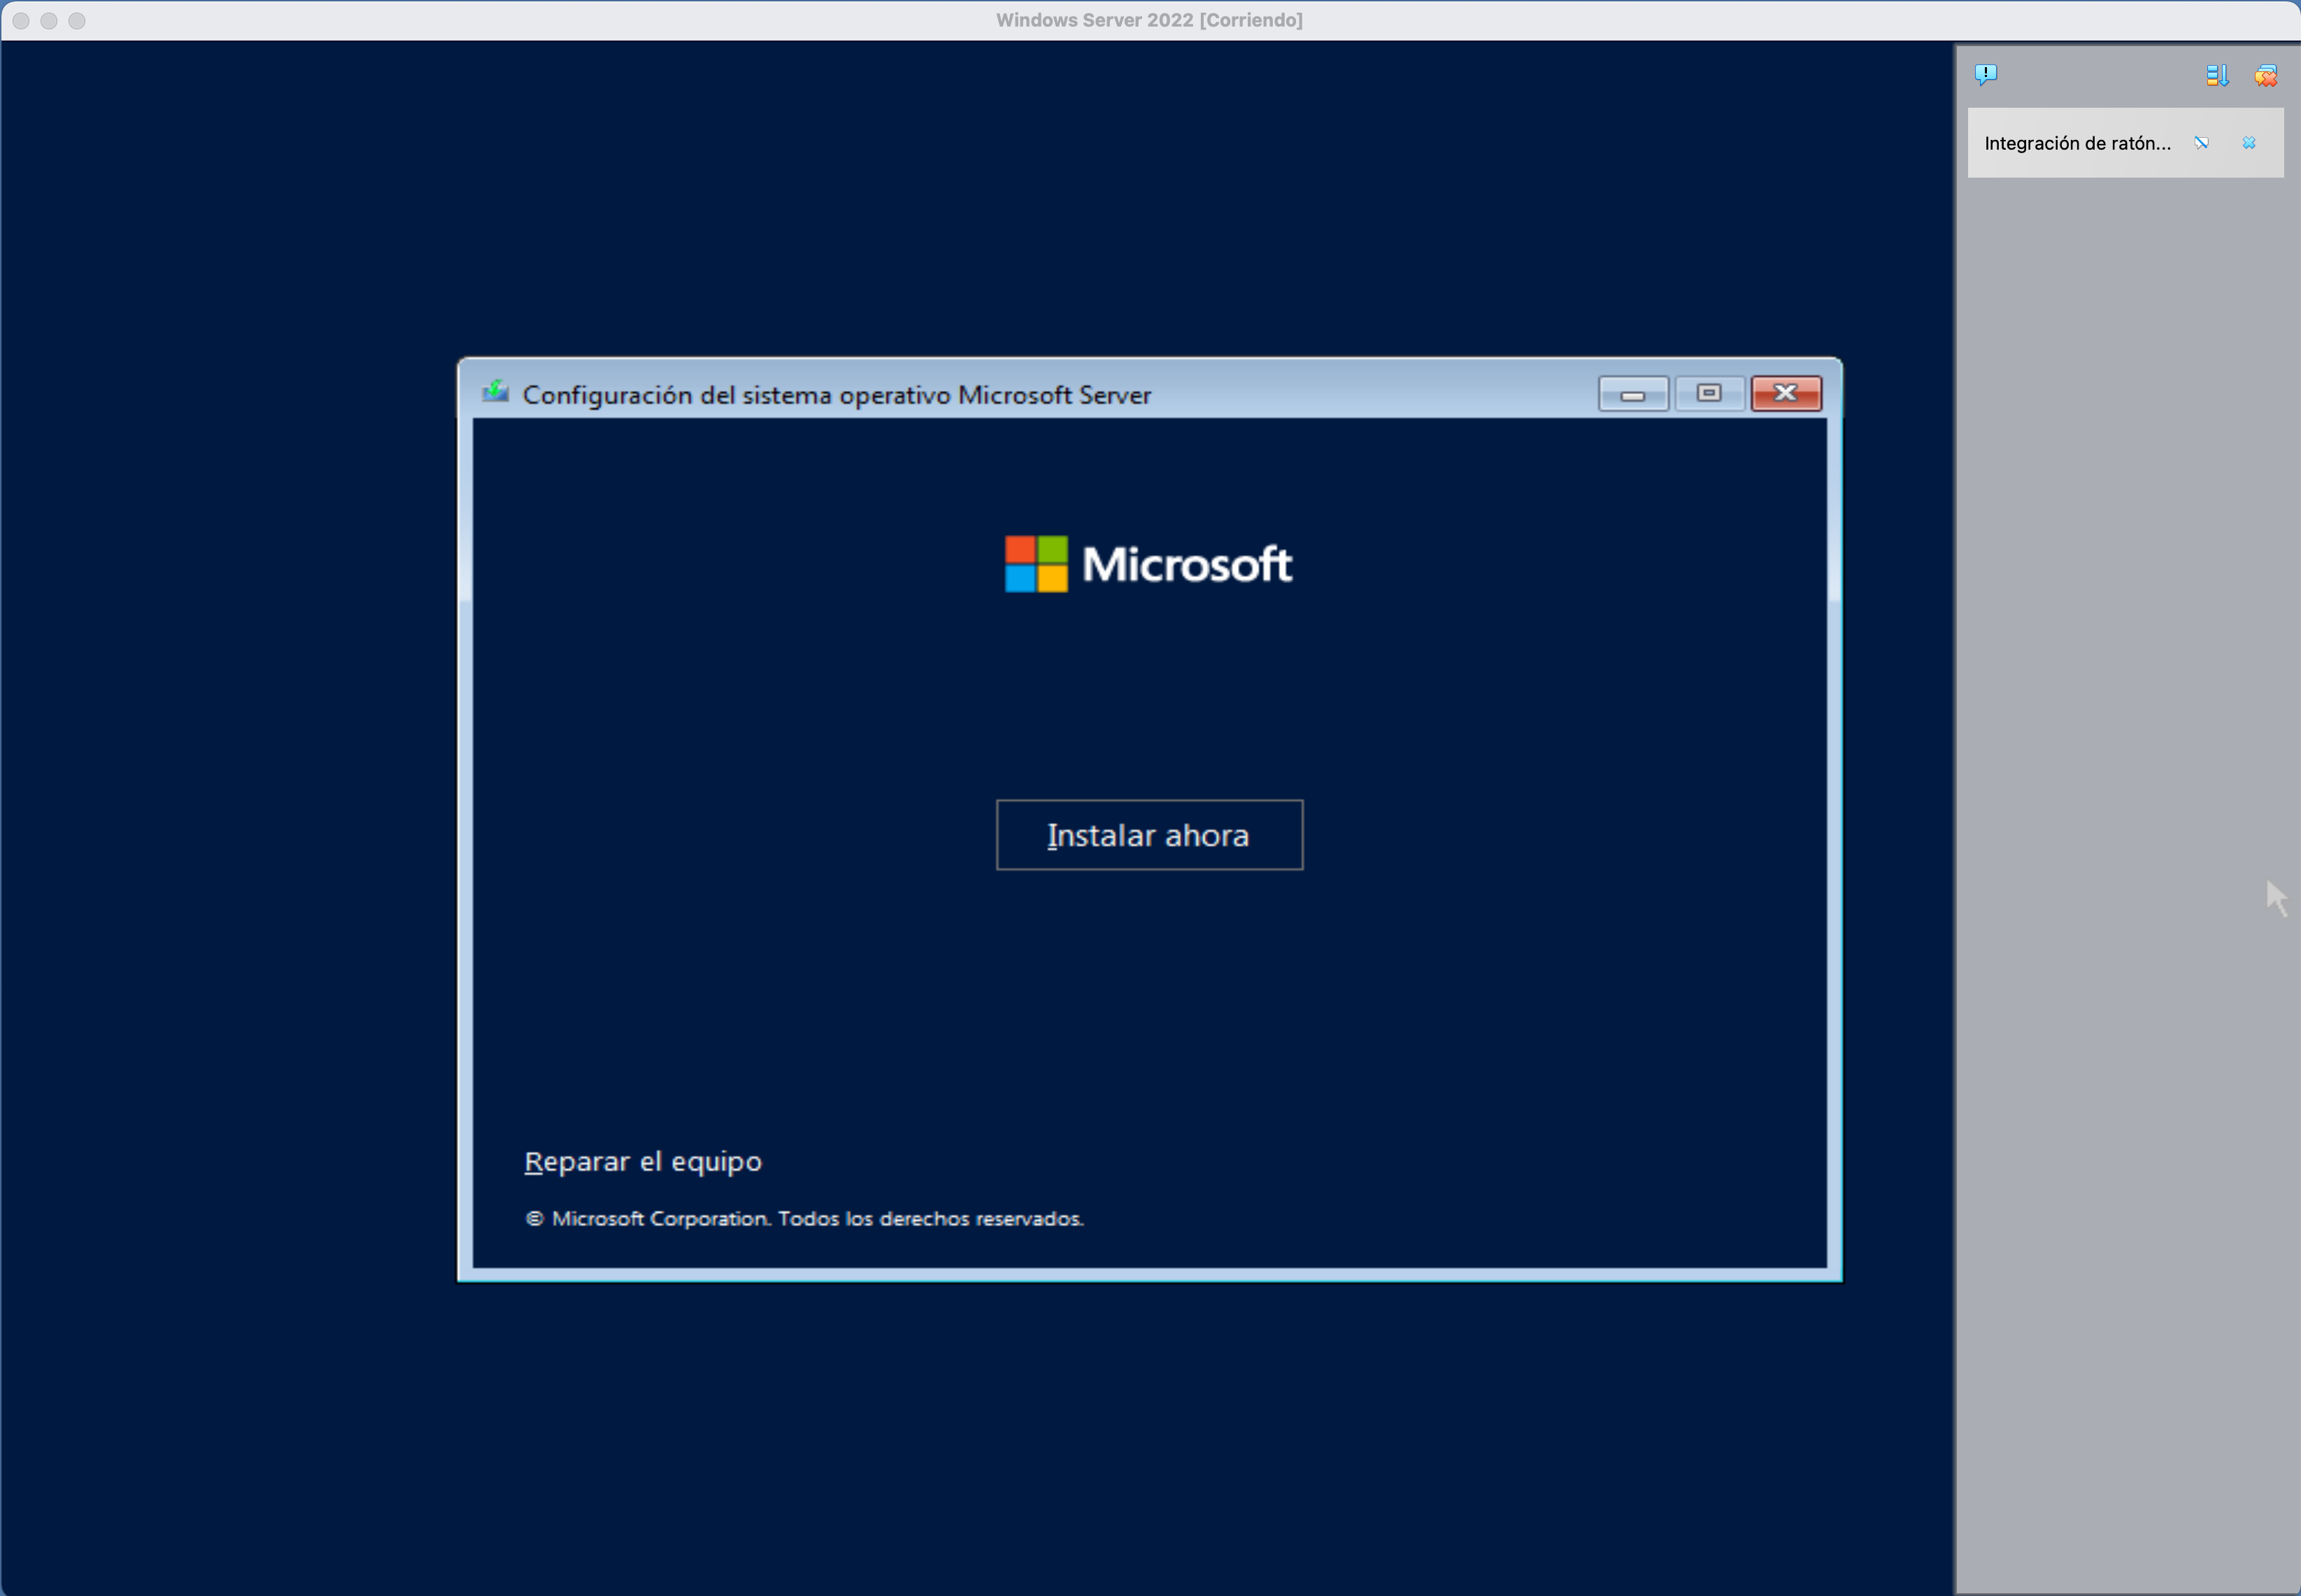 Windows Server 2022 [Corriendo]
Integración de ratón...
Configuración del sistema operativo Microsoft Server
Microsoft
Instalar ahora
Reparar el equipo
© Microsoft Corporation. Todos los derechos reservados.